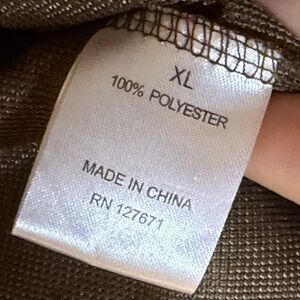 XL
100% POLYESTER
MADE IN CHINA
RN 127671